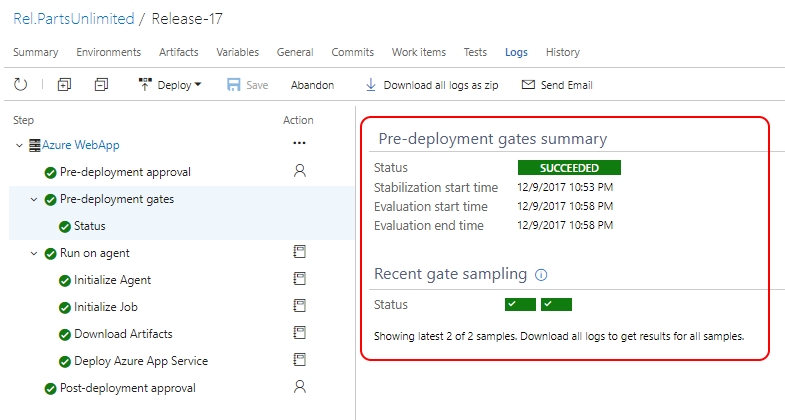 Rel.PartsUnlimited / Release-17
Summary Environments Artifacts Variables General Commits Work items Tests Logs History
Deploy Save Abandon Download all logs as zip Send Email
Step Action
Azure WebApp
Pre-deployment approval
Pre-deployment gates
Status
Run on agent
Initialize Agent
Initialize Job
Download Artifacts
Deploy Azure App Service
Post-deployment approval
Pre-deployment gates summary
Status SUCCEEDED
Stabilization start time 12/9/2017 10:53 PM
Evaluation start time 12/9/2017 10:58 PM
Evaluation end time 12/9/2017 10:58 PM
Recent gate sampling
Status
Showing latest 2 of 2 samples. Download all logs to get results for all samples.